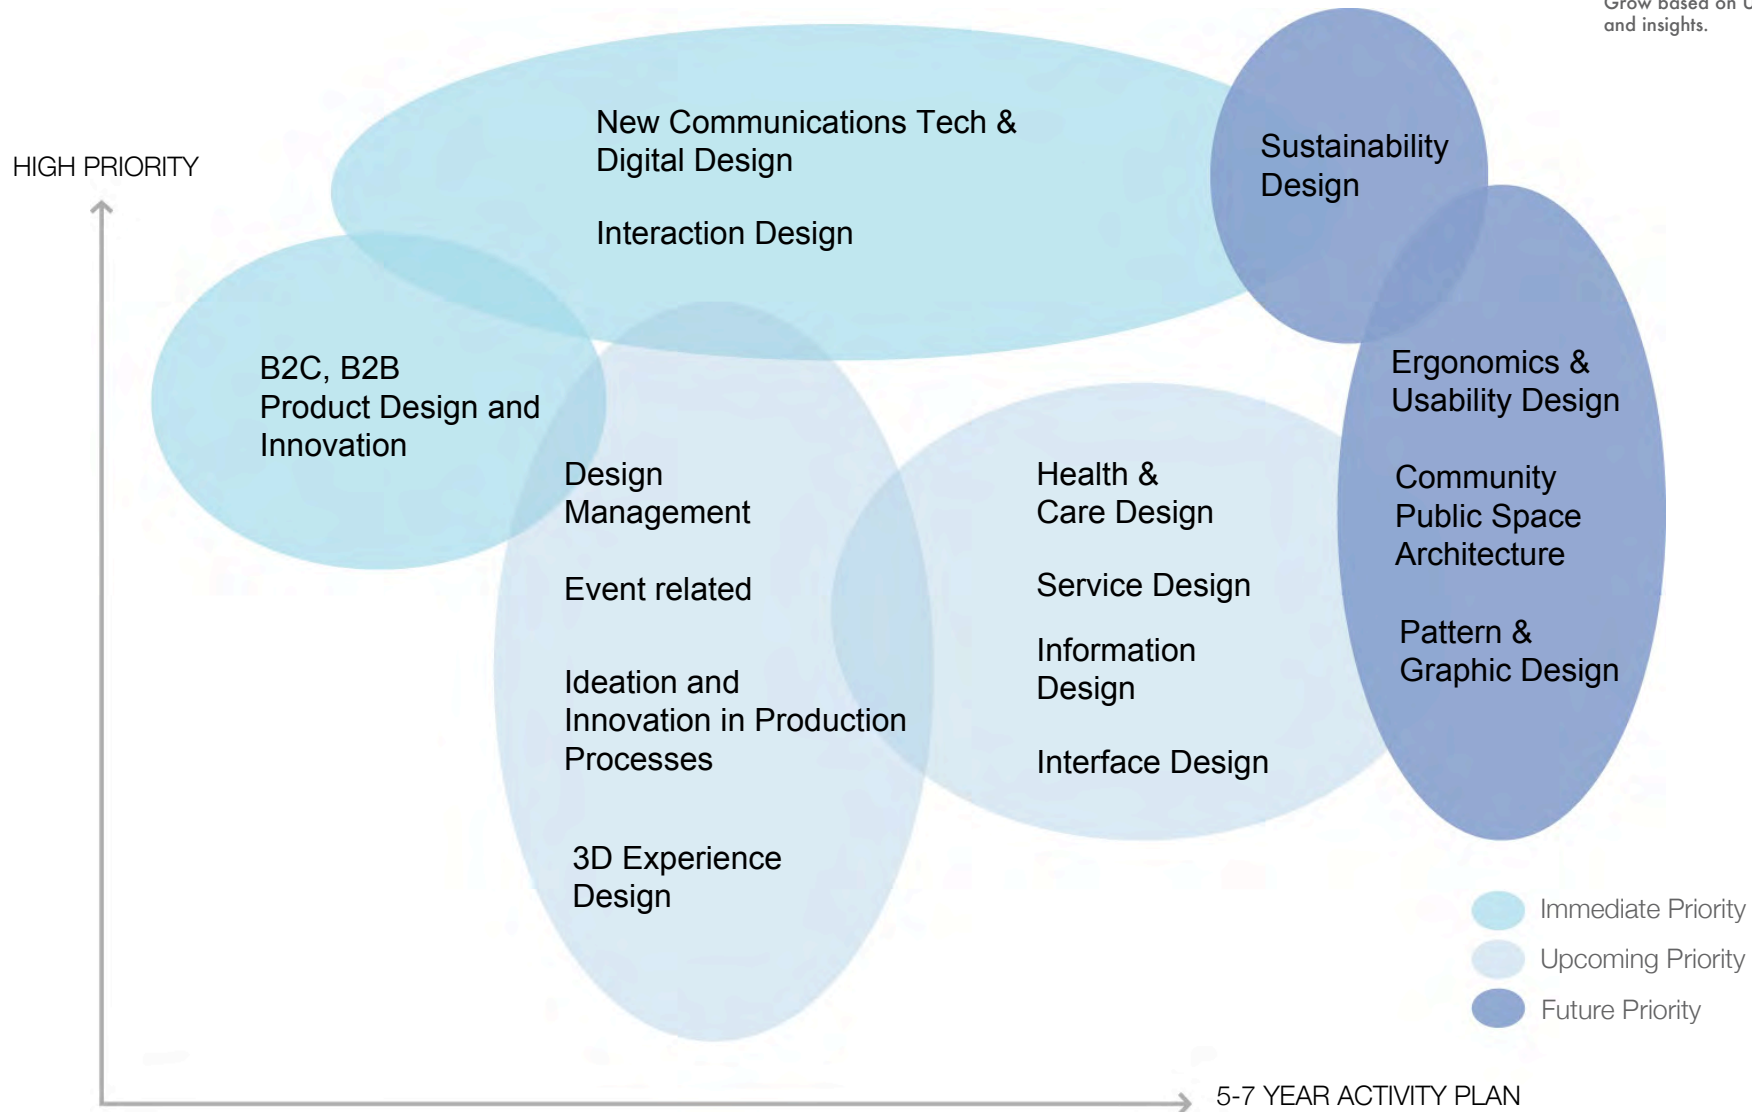 Grow based on U
and insights.
New Communications Tech &
Digital Design
Interaction Design
Sustainability
Design
HIGH PRIORITY
B2C, B2B
Product Design and
Innovation
Ergonomics &
Usability Design
Community
Public Space
Architecture
Pattern &
Graphic Design
Design
Management
Event related
Ideation and
Innovation in Production
Processes
3D Experience
Design
Health &
Care Design
Service Design
Information
Design
Interface Design
Immediate Priority
Upcoming Priority
Future Priority
5-7 YEAR ACTIVITY PLAN